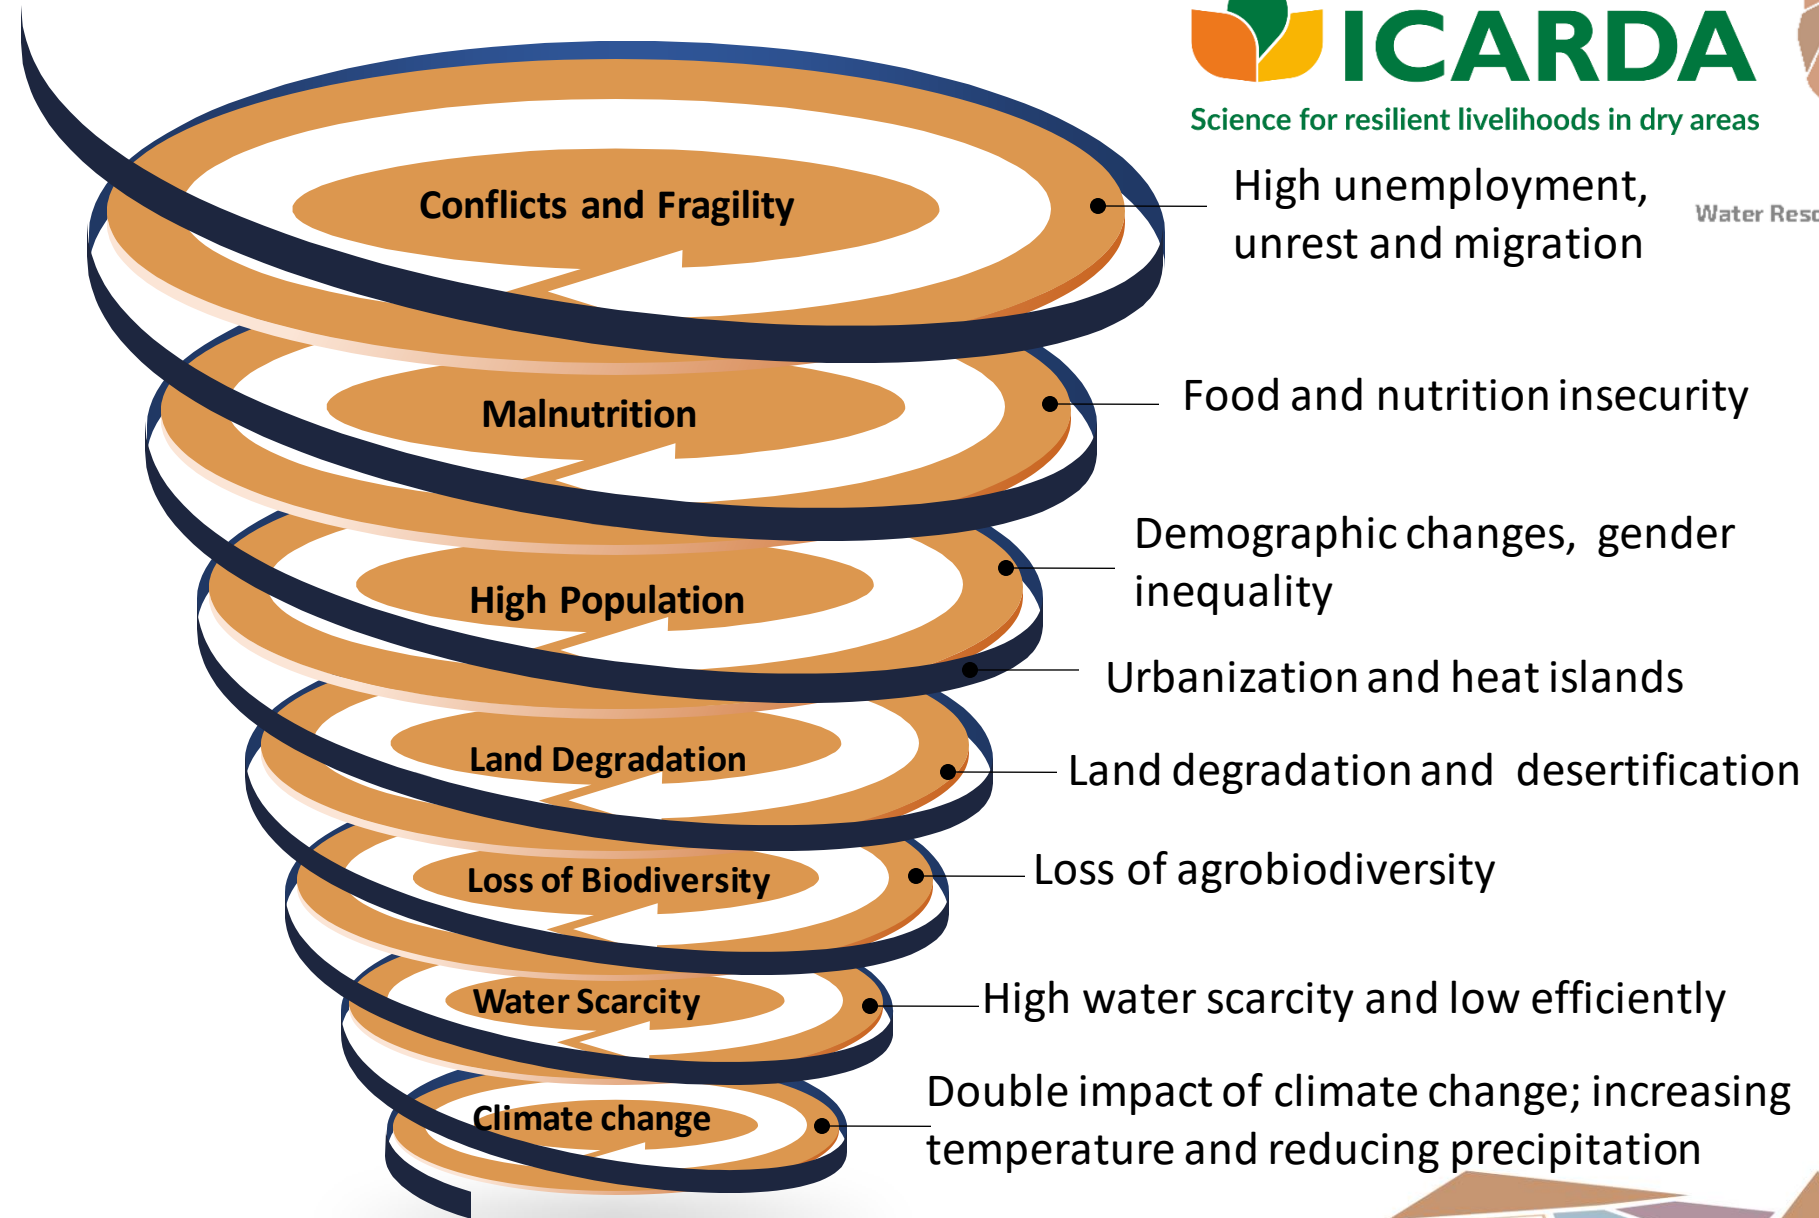 ICARDA
Science for resilient livelihoods in dry areas
Conflicts and Fragility
High unemployment,
unrest and migration
Water
Malnutrition
Food and nutrition insecurity
High Population
Demographic changes, gender
inequality
Urbanization and heat islands
Land Degradation
Land degradation and desertification
Loss of Biodiversity
Loss of agrobiodiversity
Water Scarcity
High water scarcity and low efficiently
Climate change
Double impact of climate change; increasing
temperature and reducing precipitation